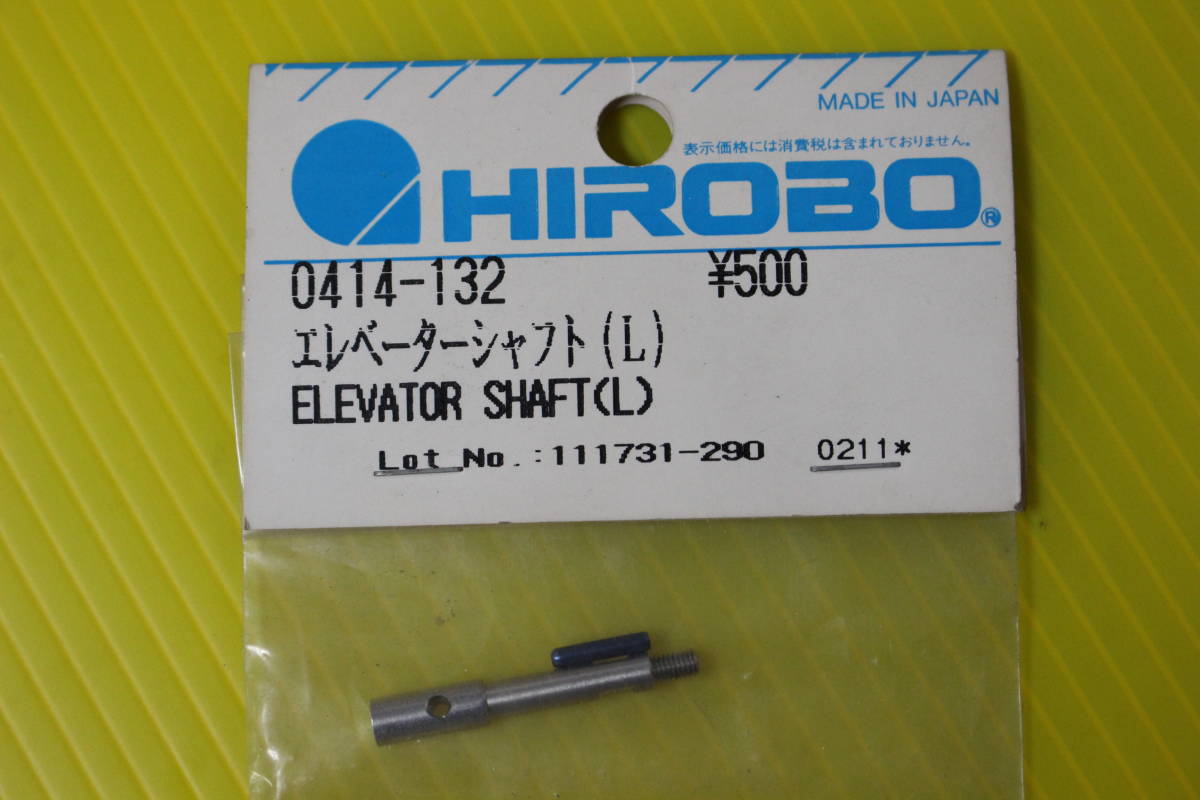 MADE IN JAPAN
表示価格には消費税は含まれておりません。
HIROBO®
0414-132 ¥500
エレベーターシャフト(L)
ELEVATOR SHAFT(L)
Lot No.:111731-290 0211*